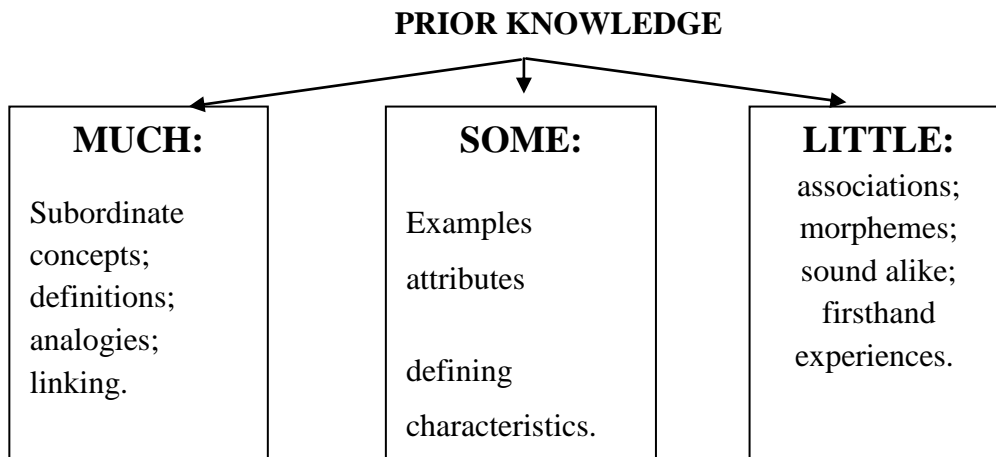 PRIOR KNOWLEDGE
MUCH:
Subordinate
concepts;
definitions;
analogies;
linking.
SOME:
Examples
attributes
defining
characteristics.
LITTLE:
associations;
morphemes;
sound alike;
firsthand
experiences.